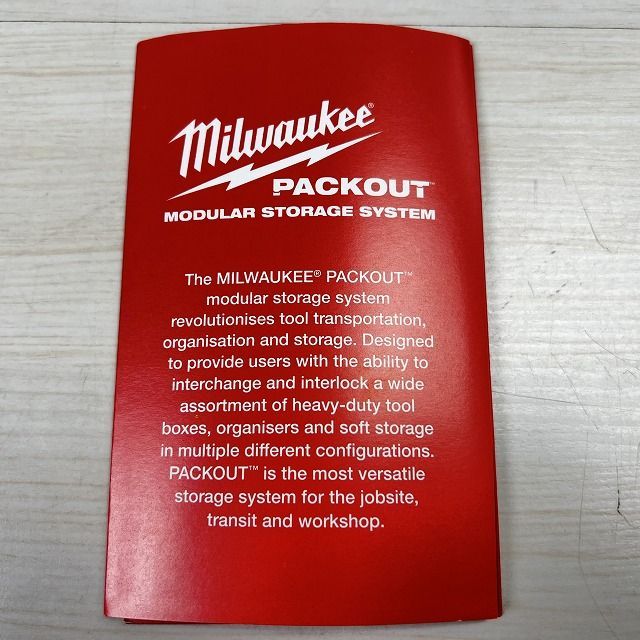 Milwaukee®
PACKOUT™
MODULAR STORAGE SYSTEM
The MILWAUKEE® PACKOUT™
modular storage system
revolutionises tool transportation,
organisation and storage. Designed
to provide users with the ability to
interchange and interlock a wide
assortment of heavy-duty tool
boxes, organisers and soft storage
in multiple different configurations.
PACKOUT™ is the most versatile
storage system for the jobsite,
transit and workshop.